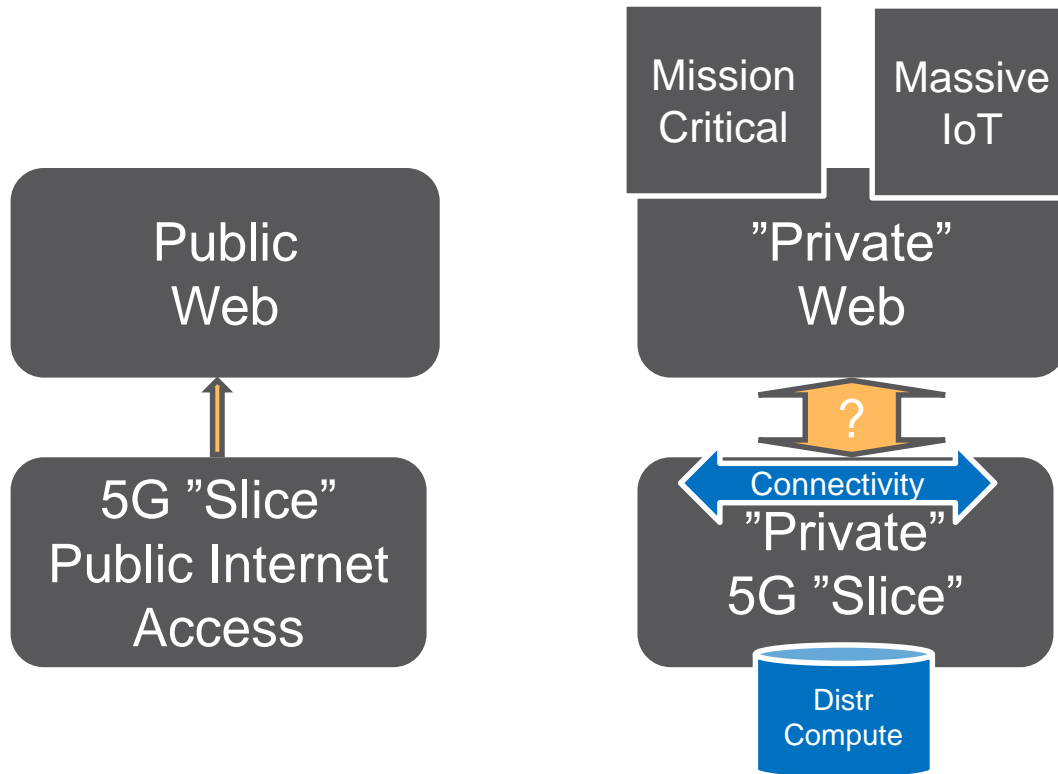 Mission
Critical
Massive
IoT
Public
Web
”Private”
Web
?
5G ”Slice”
Public Internet
Access
Connectivity
”Private”
5G ”Slice”
Distr
Compute